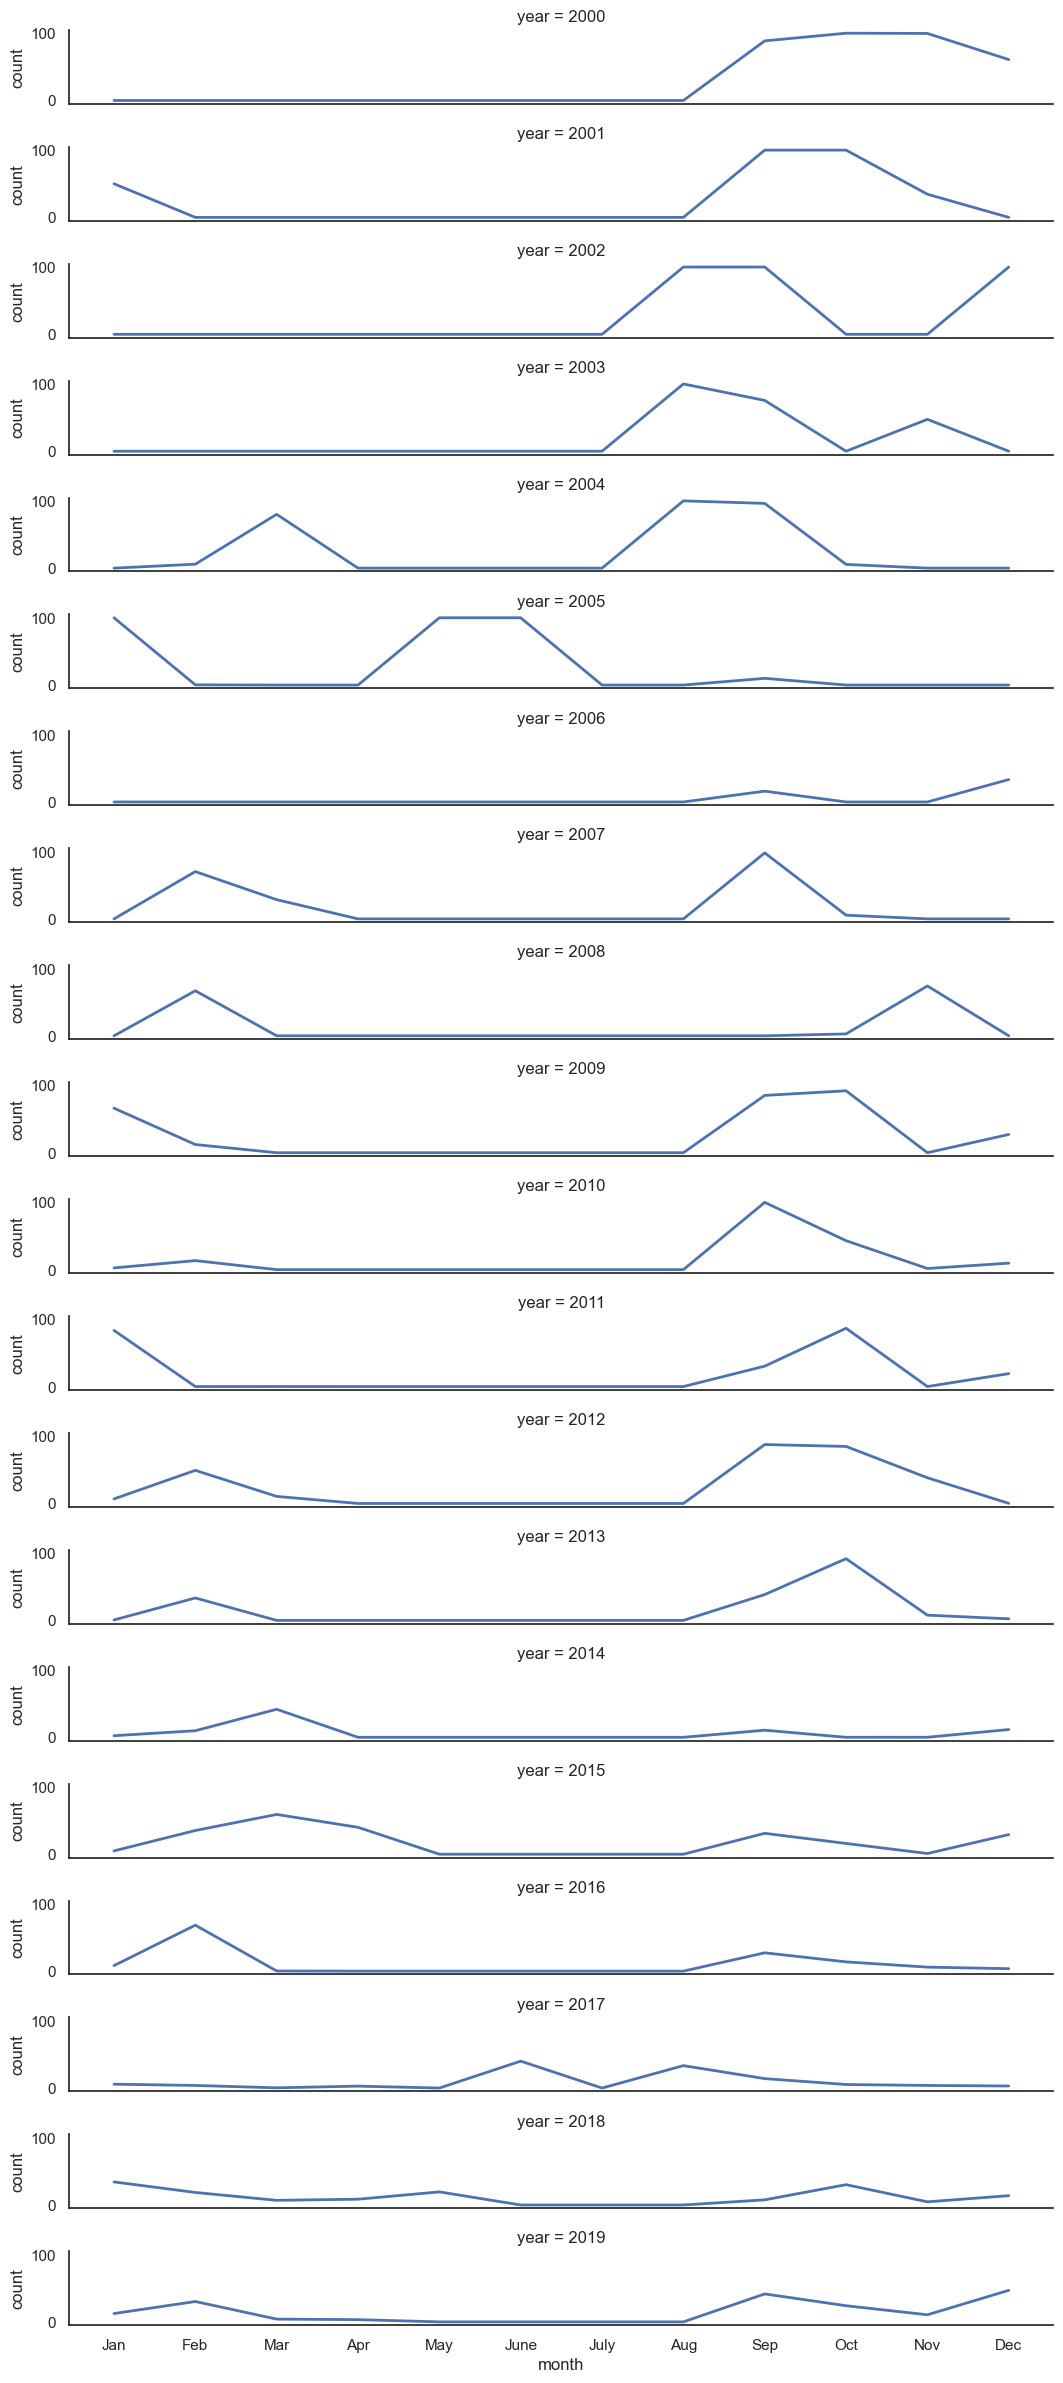 year = 2000
100
count
0
year = 2001
100
count
0
year = 2002
100
count
0
year = 2003
100
count
0
year = 2004
100
count
0
year = 2005
100
count
0
year = 2006
100
count
0
year = 2007
100
count
0
year = 2008
100
count
0
year = 2009
100
count
0
year = 2010
100
count
0
year = 2011
100
count
0
year = 2012
100
count
0
year = 2013
100
count
0
year = 2014
100
count
0
year = 2015
100
count
0
year = 2016
100
count
0
year = 2017
100
count
0
year = 2018
100
count
0
year = 2019
100
count
0
Jan Feb Mar Apr May June July Aug Sep Oct Nov Dec
month